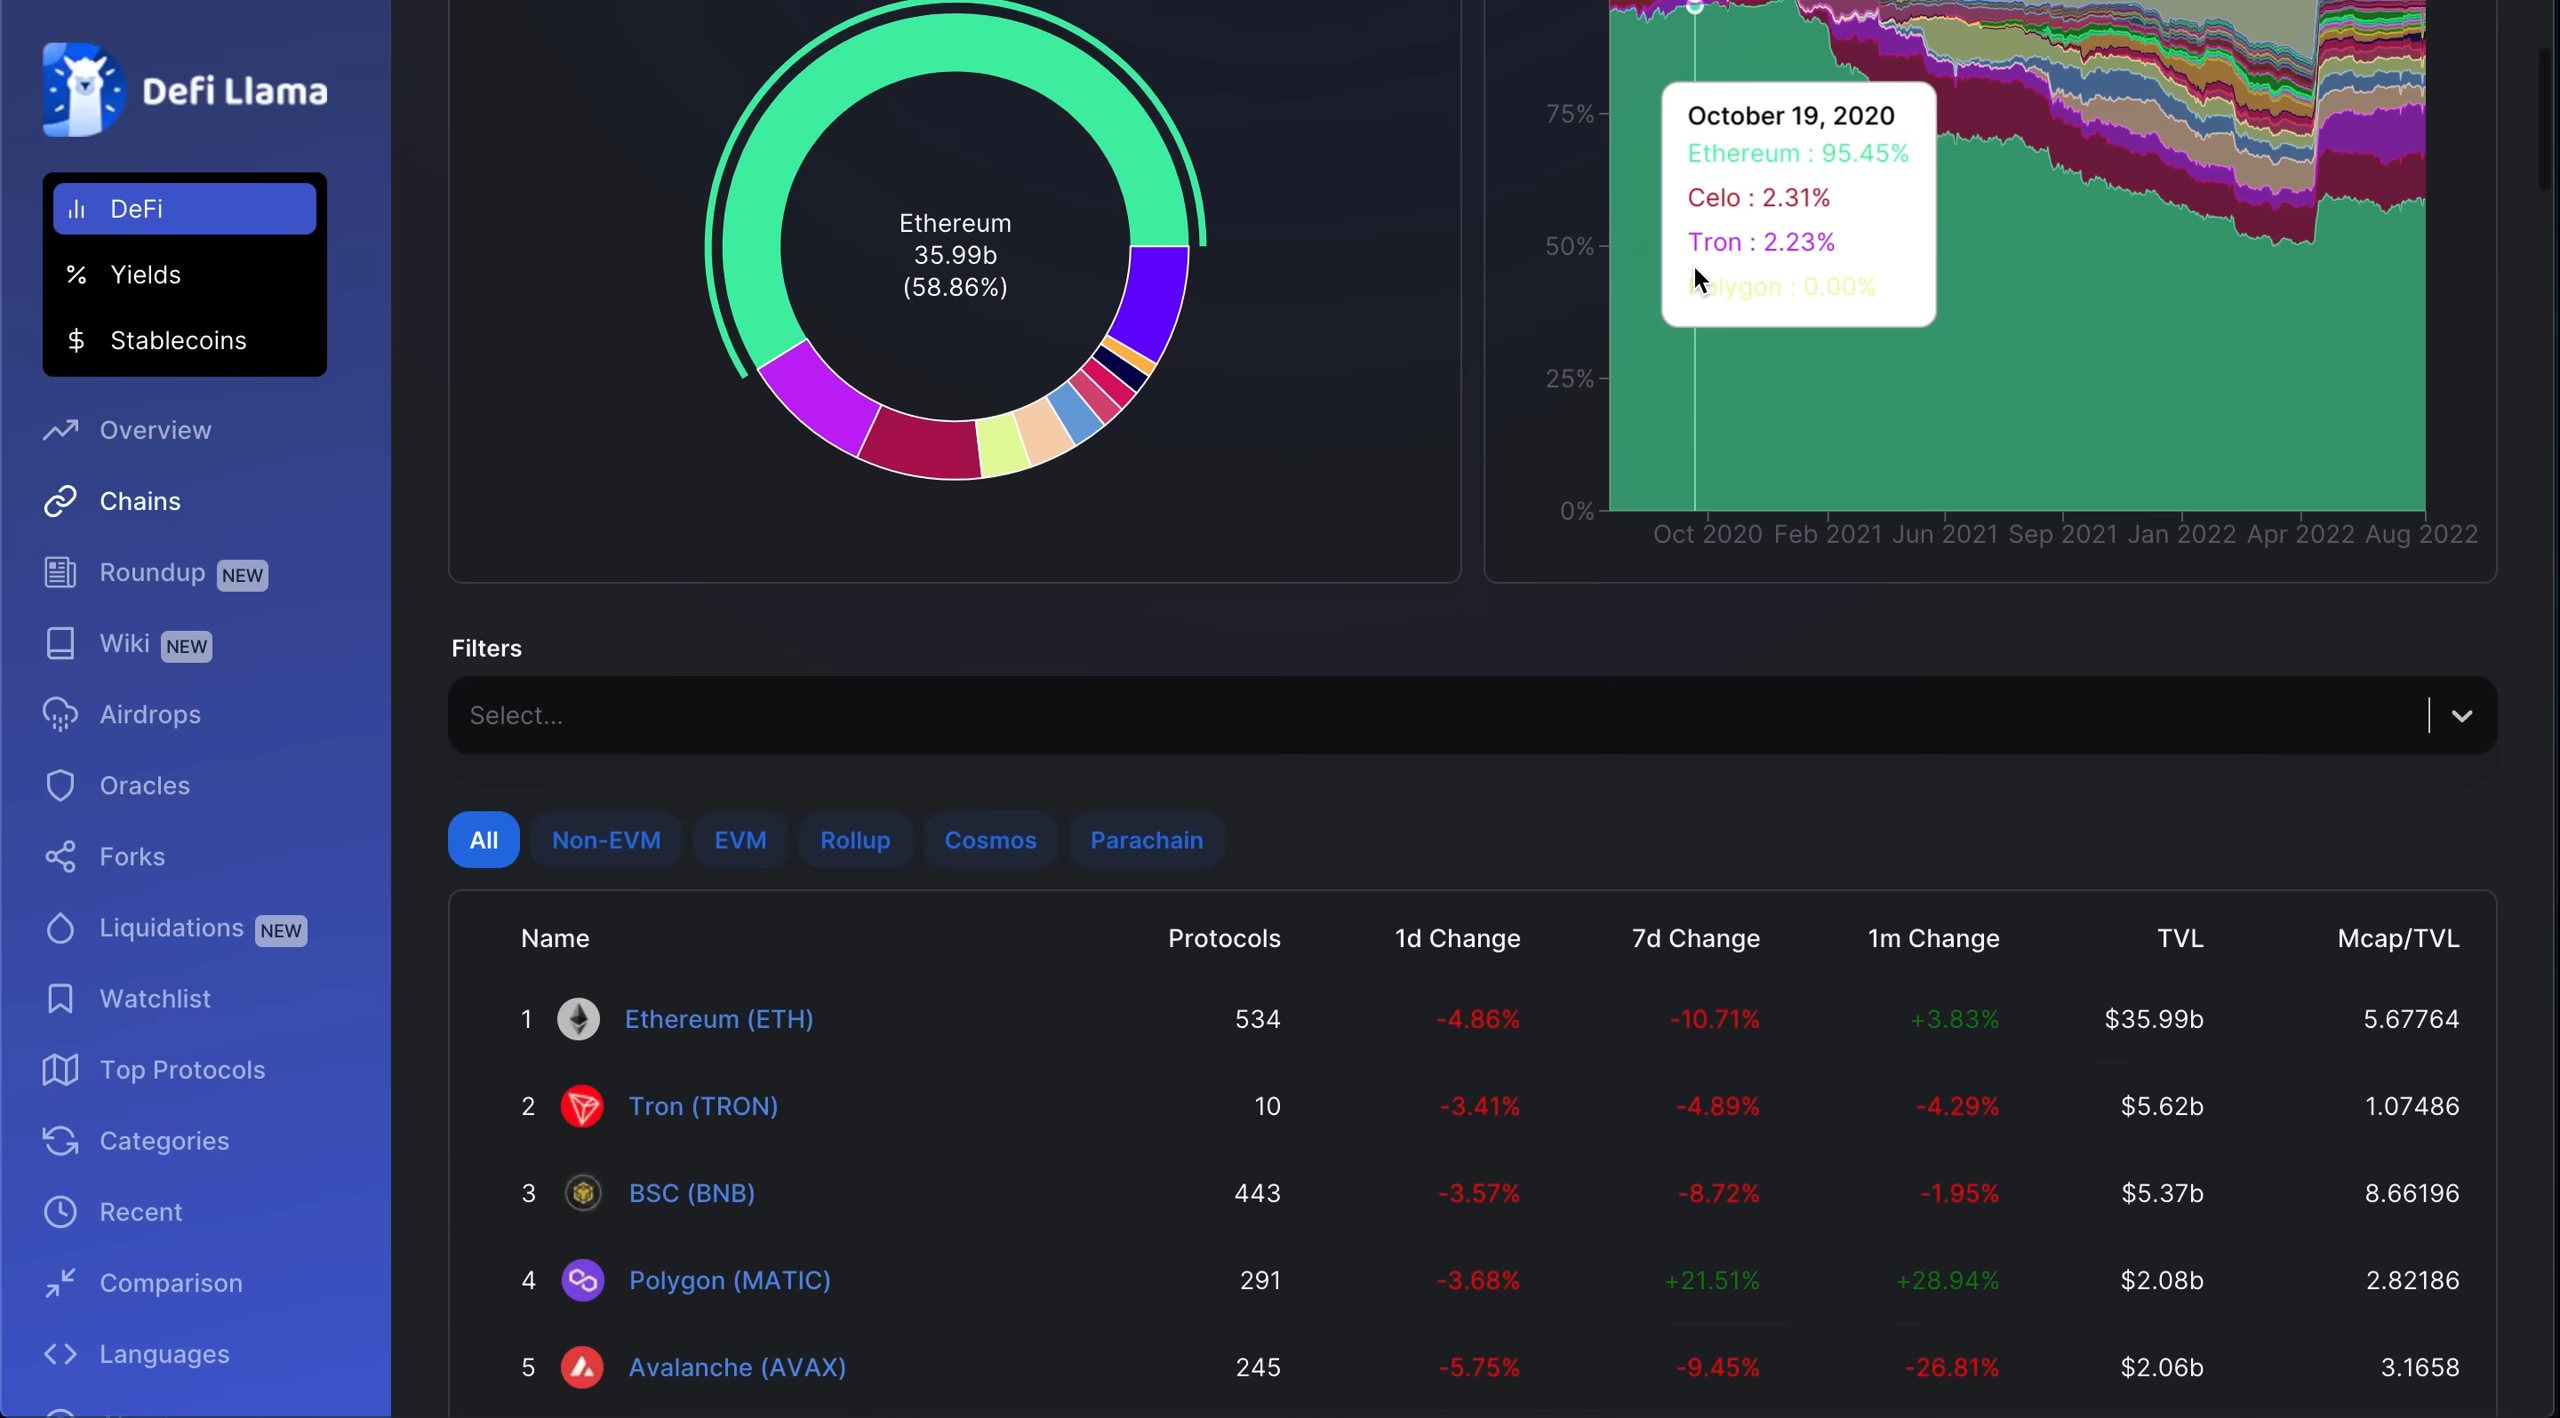 Defi Llama
DeFi
Yields
Stablecoins
Overview
Chains
Roundup NEW
Wiki NEW
Airdrops
Oracles
Forks
Liquidations NEW
Watchlist
Top Protocols
Categories
Recent
Comparison
Languages
Ethereum
35.99b
(58.86%)
75%
50%
25%
0%
October 19, 2020
Ethereum : 95.45%
Celo : 2.31%
Tron : 2.23%
Polygon : 0.00%
Oct 2020 Feb 2021 Jun 2021 Sep 2021 Jan 2022 Apr 2022 Aug 2022
Filters
Select...
All Non-EVM EVM Rollup Cosmos Parachain
Name Protocols 1d Change 7d Change 1m Change TVL Mcap/TVL
1 Ethereum (ETH) 534 -4.86% -10.71% +3.83% $35.99b 5.67764
2 Tron (TRON) 10 -3.41% -4.89% -4.29% $5.62b 1.07486
3 BSC (BNB) 443 -3.57% -8.72% -1.95% $5.37b 8.66196
4 Polygon (MATIC) 291 -3.68% +21.51% +28.94% $2.08b 2.82186
5 Avalanche (AVAX) 245 -5.75% -9.45% -26.81% $2.06b 3.1658